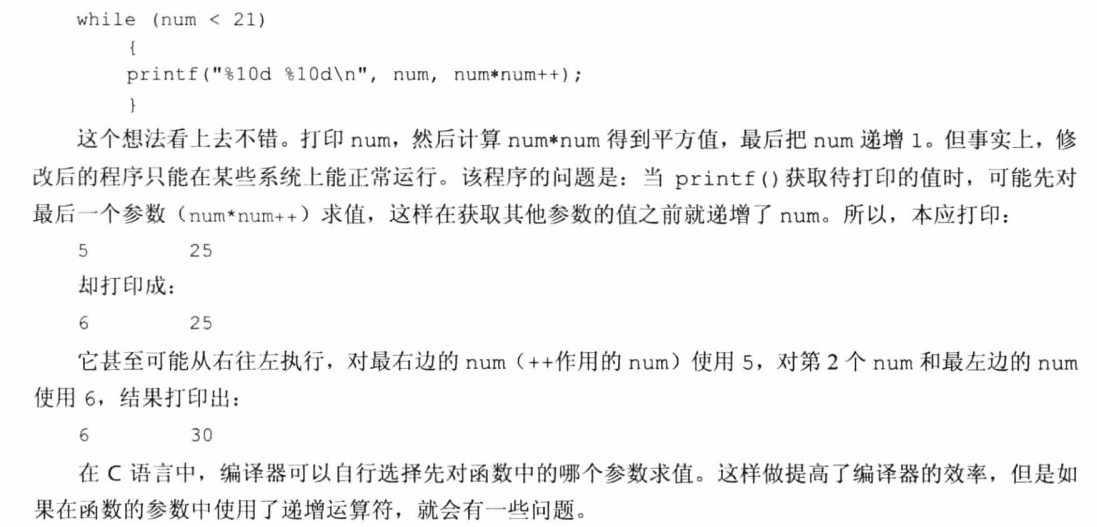 while (num < 21)
{
printf("%10d %10d\n", num, num*num++);
}
这个想法看上去不错。打印 num，然后计算 num*num 得到平方值，最后把 num 递增 1。但事实上，修
改后的程序只能在某些系统上能正常运行。该程序的问题是：当 printf()获取待打印的值时，可能先对
最后一个参数（num*num++）求值，这样在获取其他参数的值之前就递增了 num。所以，本应打印：
5 25
却打印成：
6 25
它甚至可能从右往左执行，对最右边的 num（++作用的 num）使用 5，对第 2 个 num 和最左边的 num
使用 6，结果打印出：
6 30
在 C 语言中，编译器可以自行选择先对函数中的哪个参数求值。这样做提高了编译器的效率，但是如
果在函数的参数中使用了递增运算符，就会有一些问题。